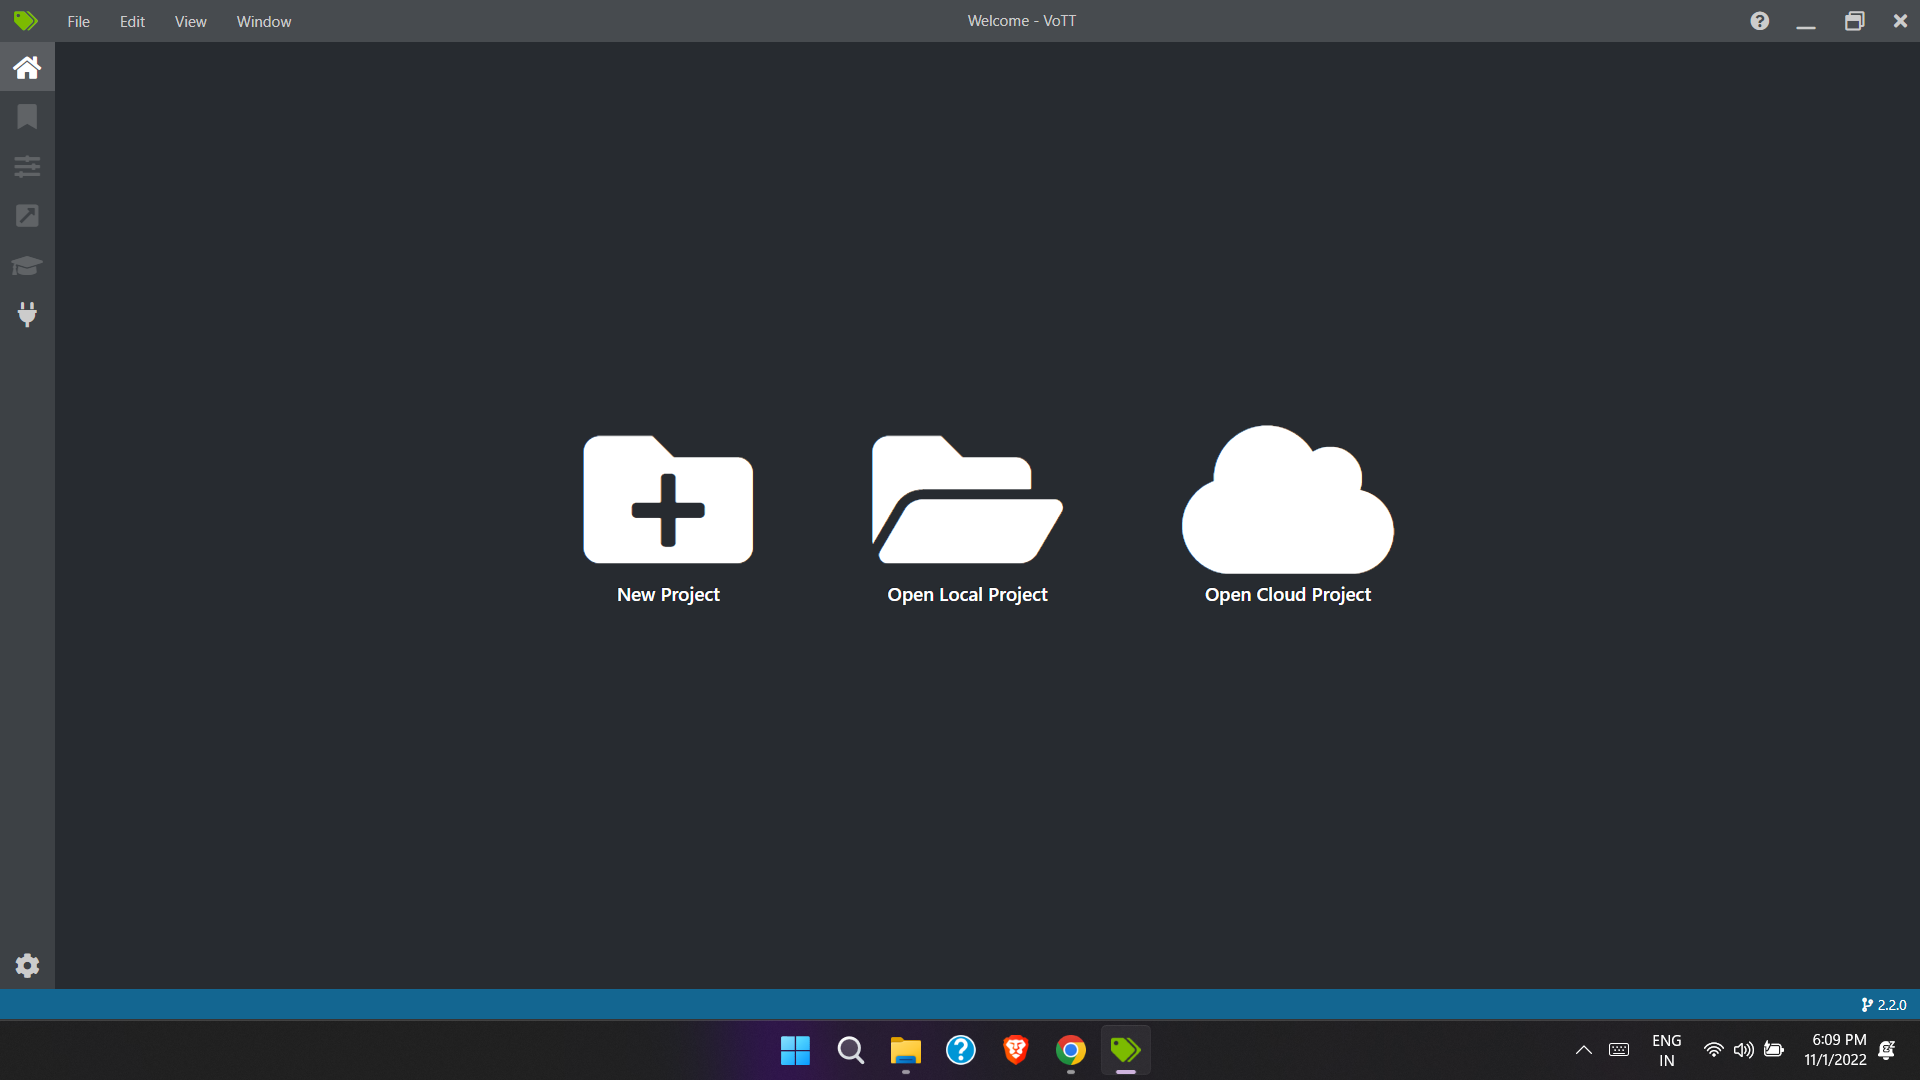 File Edit View Window
Welcome - VoTT
New Project
Open Local Project
Open Cloud Project
2.2.0
ENG
IN
6:09 PM
11/1/2022